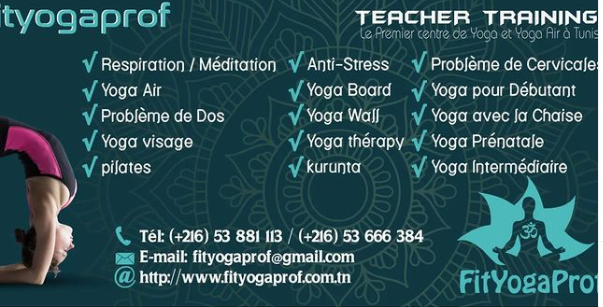 fityogaprof
TEACHER TRAINING
Le Premier centre de Yoga et Yoga Air à Tunis
Respiration / Méditation
Anti-Stress
Problème de Cervicales
Yoga Air
Yoga Board
Yoga pour Débutant
Problème de Dos
Yoga Wall
Yoga avec la Chaise
Yoga visage
Yoga thérapy
Yoga Prénatale
pilates
kurunta
Yoga Intermédiaire
Tél: (+216) 53 881 113 / (+216) 53 666 384
E-mail: fityogaprof@gmail.com
http://www.fityogaprof.com.tn
FitYogaProf